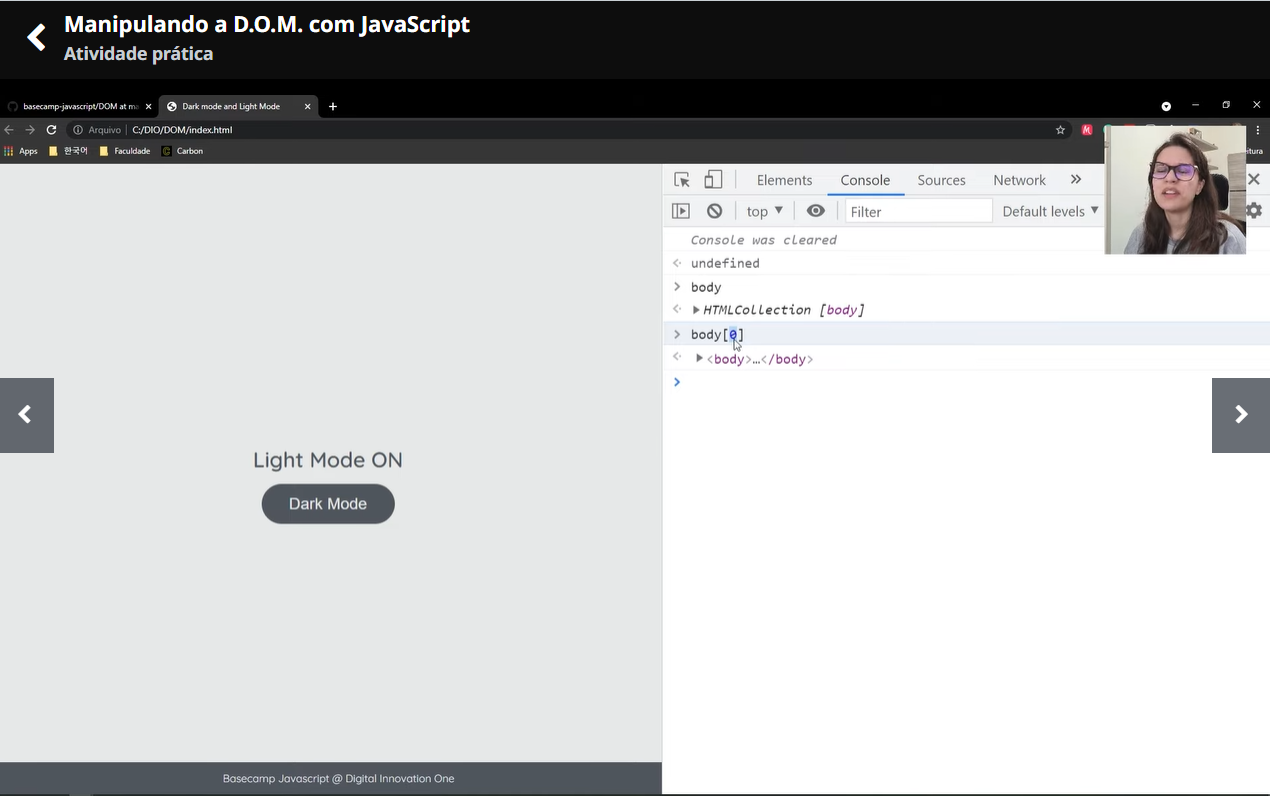 Manipulando a D.O.M. com JavaScript
Atividade prática
basecamp-javascript/DOM at ma
Dark mode and Light Mode
Arquivo C:/DIO/DOM/index.html
Apps 한국어 Faculdade Carbon itura
Elements Console Sources Network
top Filter Default levels
Console was cleared
undefined
body
HTMLCollection [body]
body[0]
<body>…</body>
Light Mode ON
Dark Mode
Basecamp Javascript @ Digital Innovation One